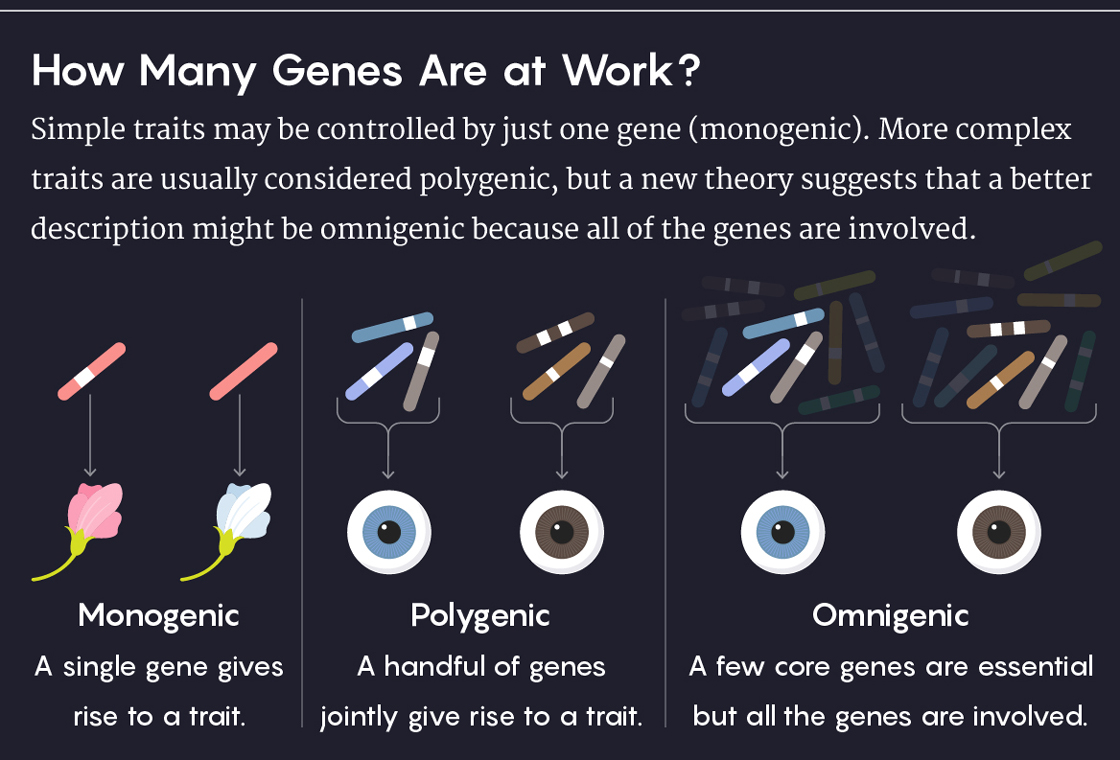 How Many Genes Are at Work?
Simple traits may be controlled by just one gene (monogenic). More complex
traits are usually considered polygenic, but a new theory suggests that a better
description might be omnigenic because all of the genes are involved.
Monogenic
A single gene gives
rise to a trait.
Polygenic
A handful of genes
jointly give rise to a trait.
Omnigenic
A few core genes are essential
but all the genes are involved.